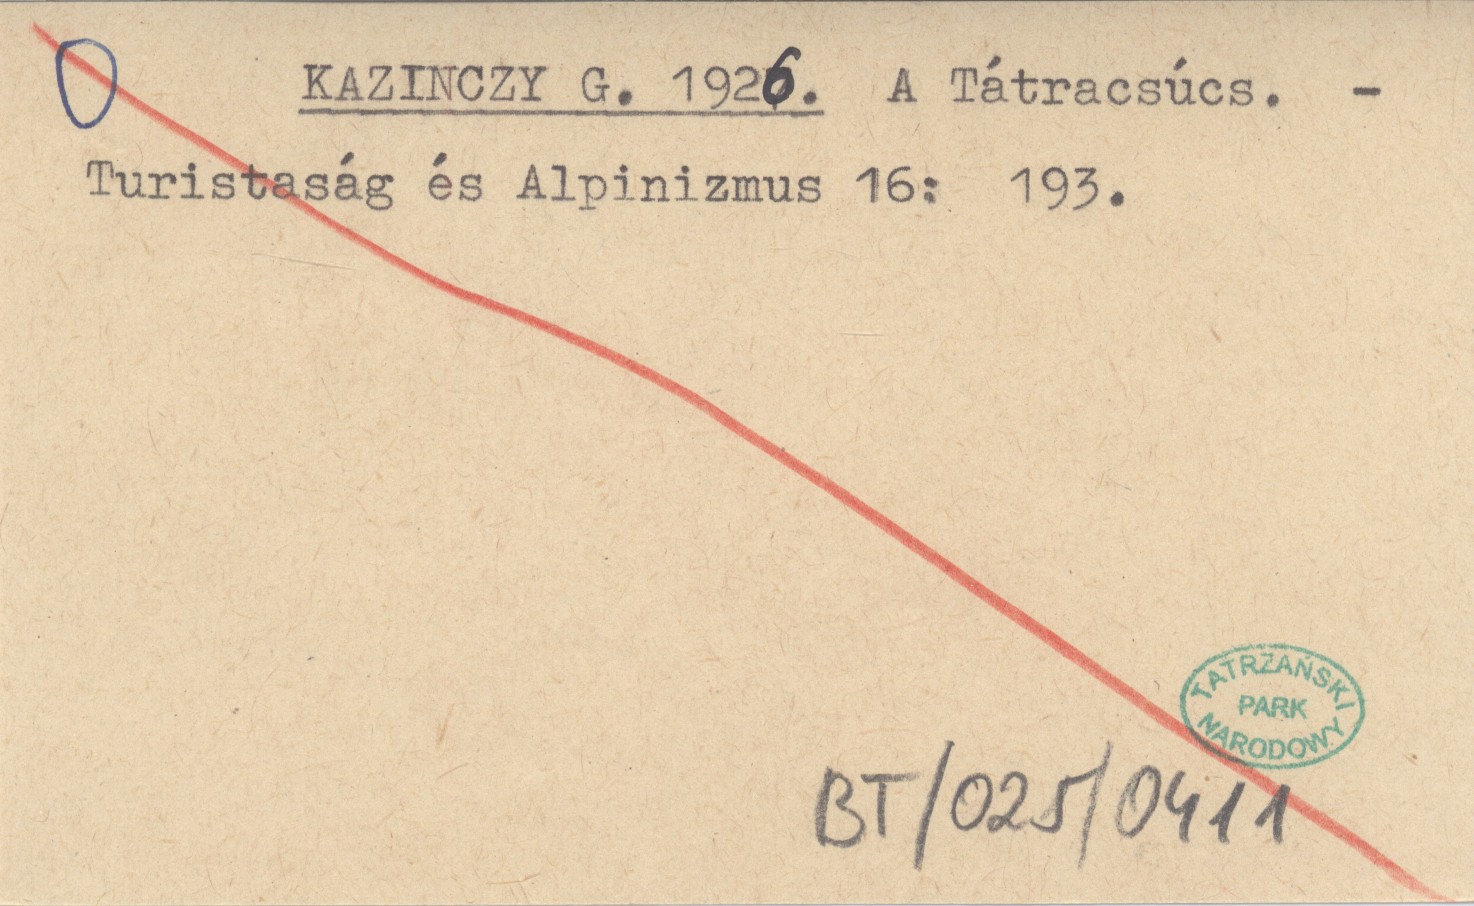 KAZINCZY G. 1926. A Tátracsúcs. -
Turistaság és Alpinizmus 16: 193.
TATRZAŃSKI
PARK
NARODOWY
BT/025/0411